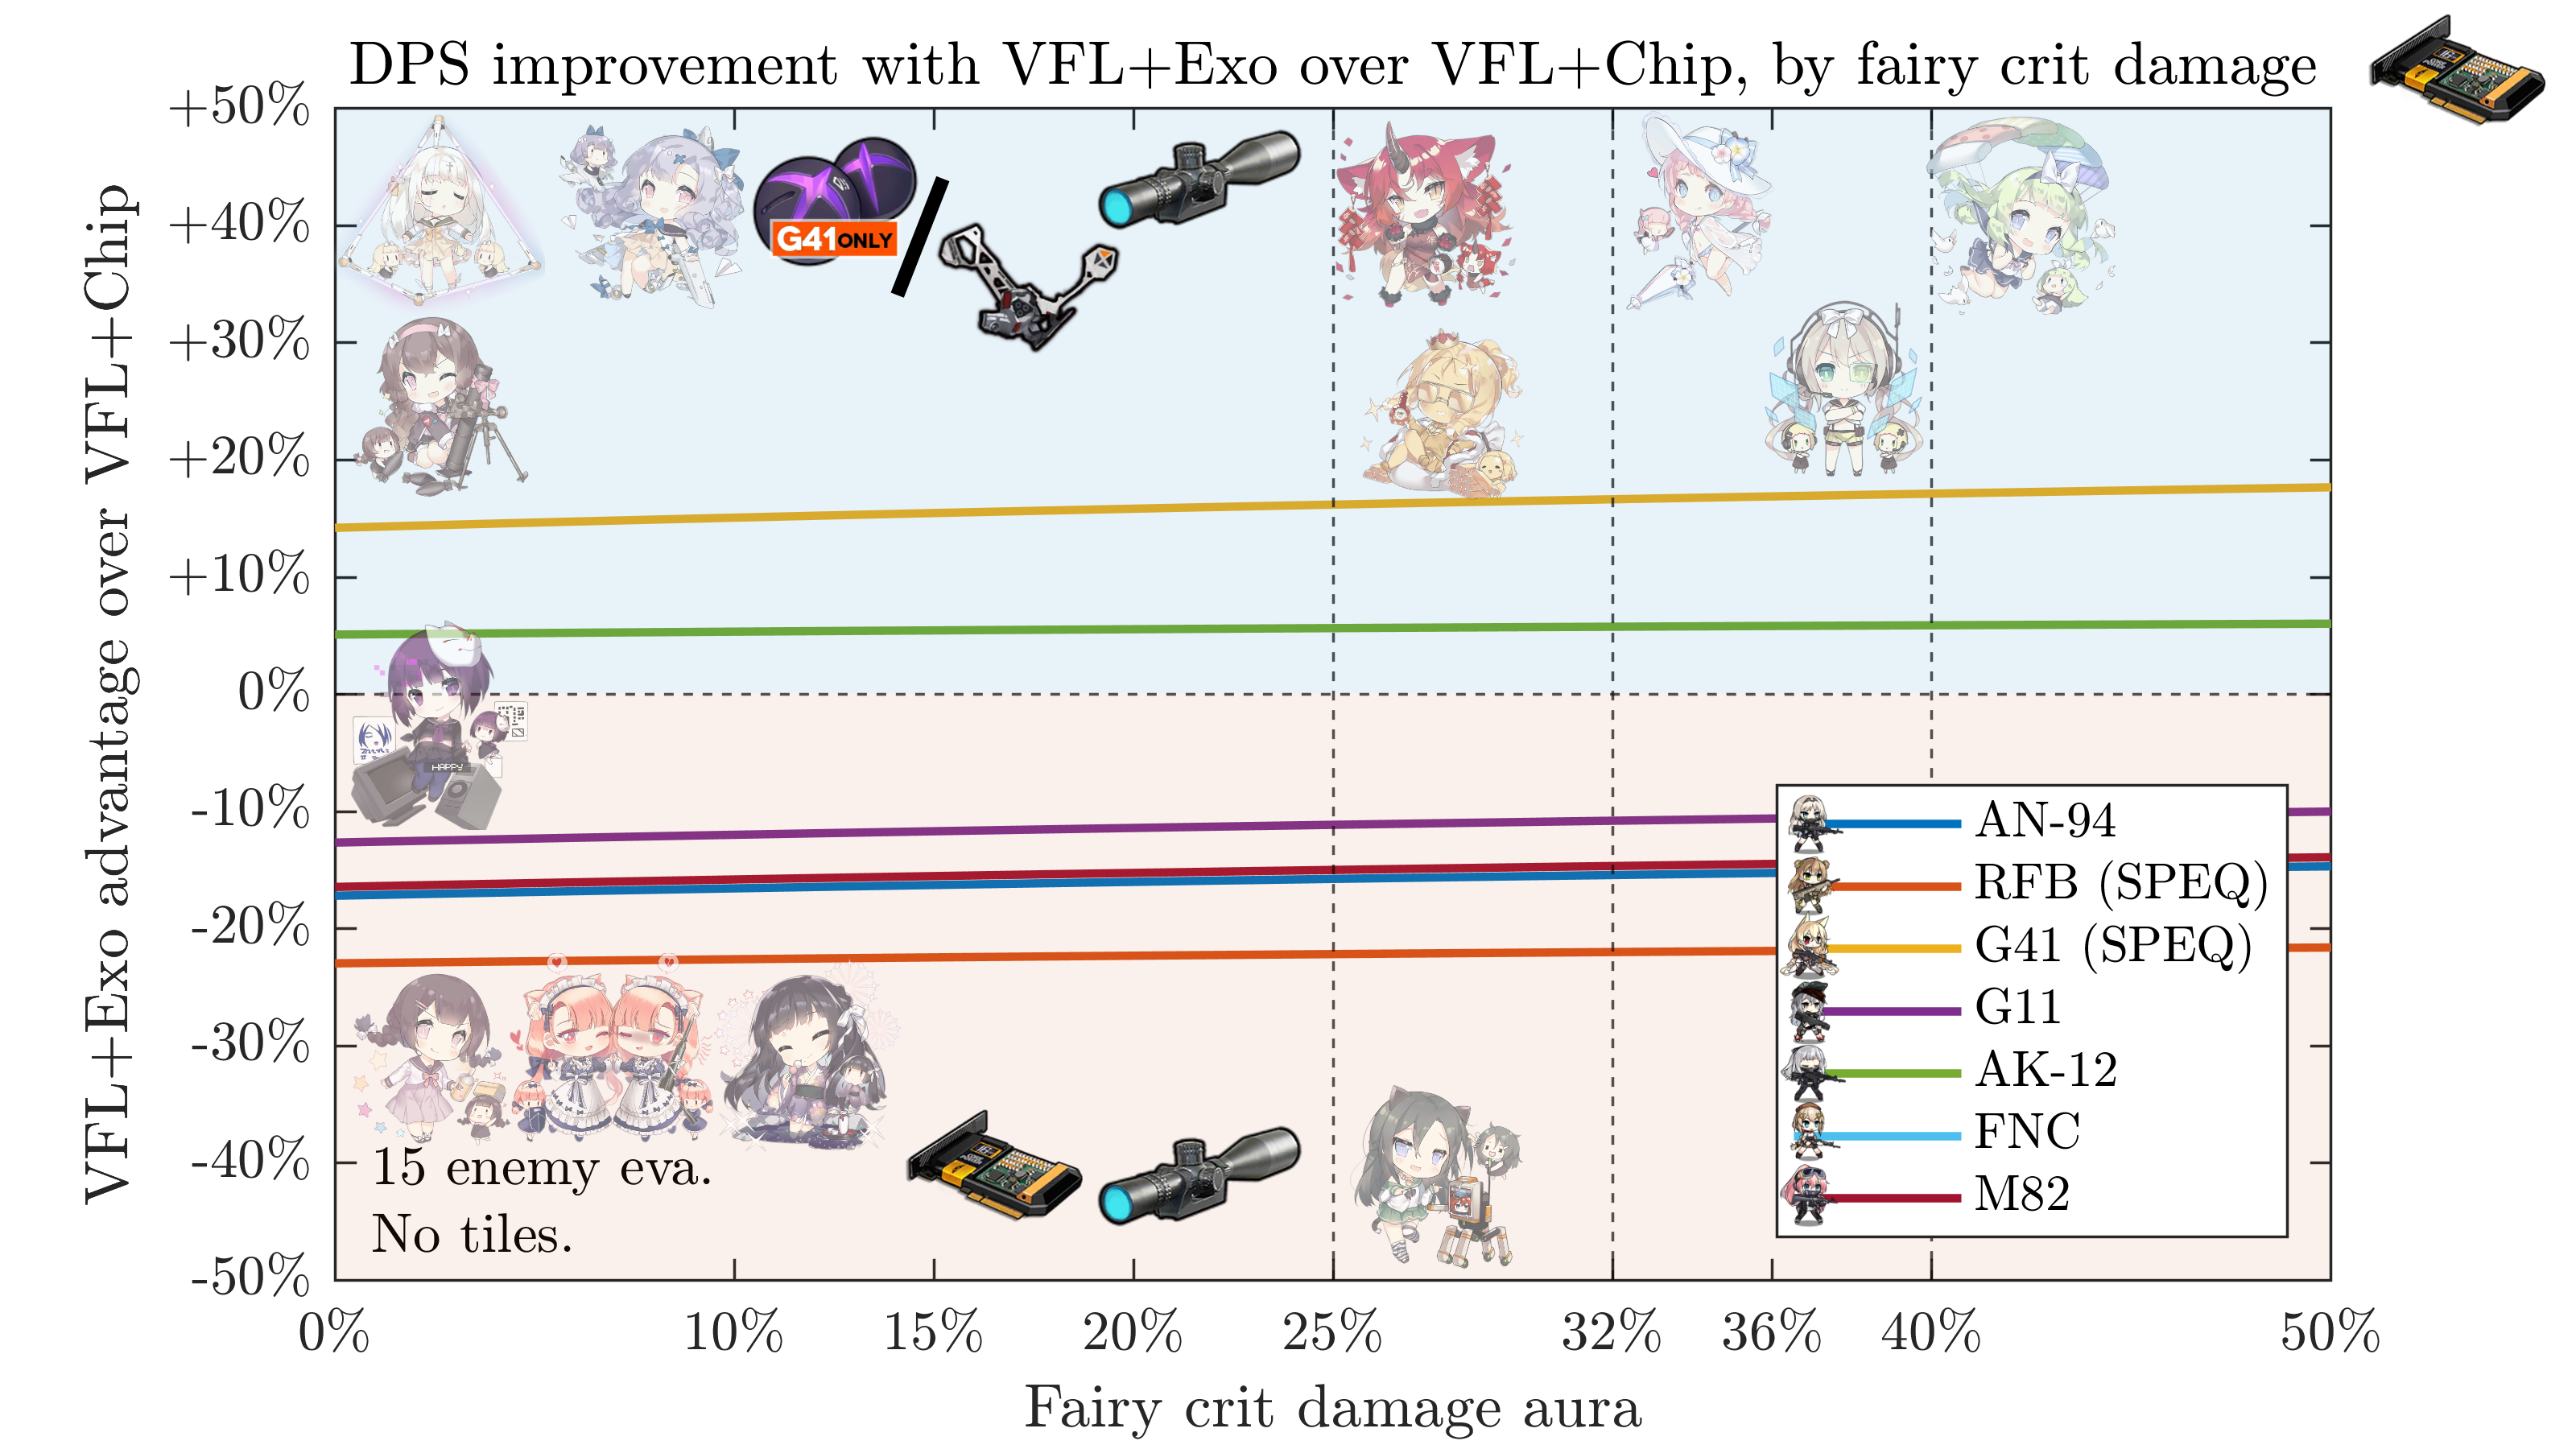 DPS improvement with VFL+Exo over VFL+Chip, by fairy crit damage
VFL+Exo advantage over VFL+Chip
+50%
+40%
+30%
+20%
+10%
0%
-10%
-20%
-30%
-40%
-50%
G41 ONLY
HAPPY
AN-94
RFB (SPEQ)
G41 (SPEQ)
G11
AK-12
FNC
M82
15 enemy eva.
No tiles.
0%
10%
15%
20%
25%
32%
36%
40%
50%
Fairy crit damage aura